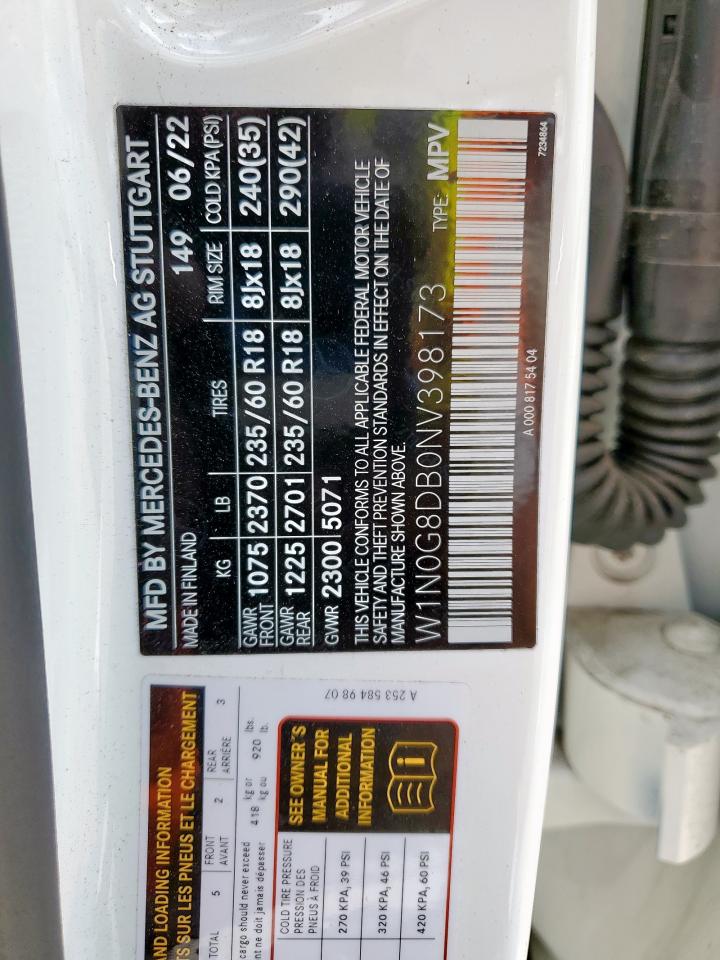 MFD BY MERCEDES-BENZ AG STUTTGART
MADE IN FINLAND 149 06/22
KG LB TIRES RIM SIZE COLD KPA(PSI)
GAWR FRONT 1075 2370 235/60 R18 8Jx18 240(35)
GAWR REAR 1225 2701 235/60 R18 8Jx18 290(42)
GVWR 2300 5071
THIS VEHICLE CONFORMS TO ALL APPLICABLE FEDERAL MOTOR VEHICLE
SAFETY AND THEFT PREVENTION STANDARDS IN EFFECT ON THE DATE OF
MANUFACTURE SHOWN ABOVE.
W1N0G8DB0NV398173 TYPE: MPV
A 000 817 54 04
7234864
AND LOADING INFORMATION
TS SUR LES PNEUS ET LE CHARGEMENT
TOTAL 5 FRONT AVANT 2 REAR ARRIÈRE 3
cargo should never exceed 418 kg or 920 lbs.
ent ne doit jamais dépasser kg ou lb.
COLD TIRE PRESSURE
PRESSION DES
PNEUS À FROID
270 KPA, 39 PSI
320 KPA, 46 PSI
420 KPA, 60 PSI
SEE OWNER'S
MANUAL FOR
ADDITIONAL
INFORMATION
A 253 584 98 07